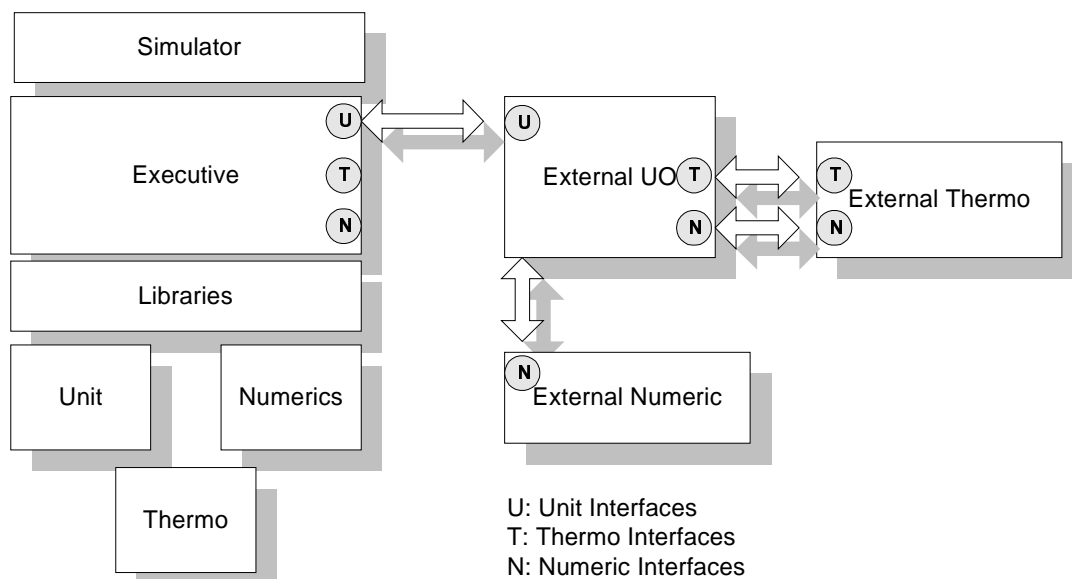 Simulator
U
Executive
T
N
Libraries
Unit
Numerics
Thermo
U
External UO
T
N
T
External Thermo
N
N
External Numeric
U: Unit Interfaces
T: Thermo Interfaces
N: Numeric Interfaces